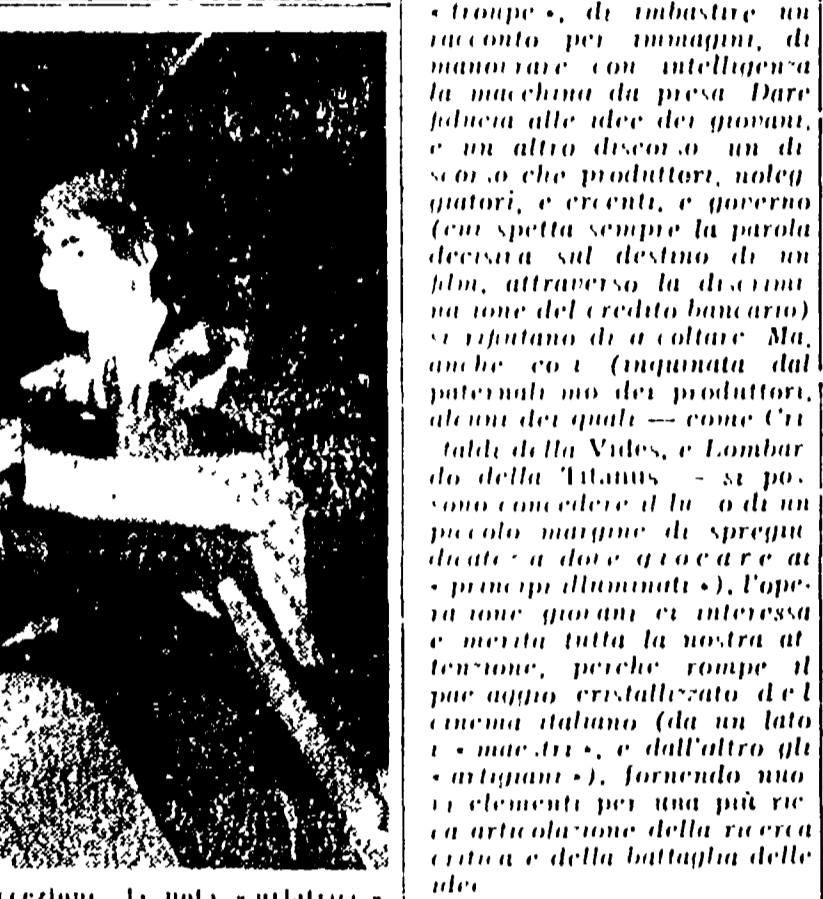 « troupe », di imbastire un
racconto per immagini, di
manovrare con intelligenza
la macchina da presa Dare
fiducia alle idee dei giovani,
e un altro discorso un di
scorso che produttori, noleg
giatori, e ercenti, e governo
(cui spetta sempre la parola
decisiva sul destino di un
film, attraverso la discrimi
nazione del credito bancario)
si rifiutano di ascoltare Ma,
anche così (inquinata dal
paternalismo dei produttori,
alcuni dei quali — come Cri
staldi della Vides, e Lombar
do della Titanus - si pos
sono concedere il lusso di un
piccolo margine di spregiu
dicatezza dove giocare ai
« principi illuminati »), l'ope-
razione giovani ci interessa
e merita tutta la nostra at
tenzione, perche rompe il
paesaggio cristallizzato del
cinema italiano (da un lato
i « maestri », e dall'altro gli
« artigiani »), fornendo nuo
vi elementi per una più ric
ca articolazione della ricerca
critica e della battaglia delle
idee